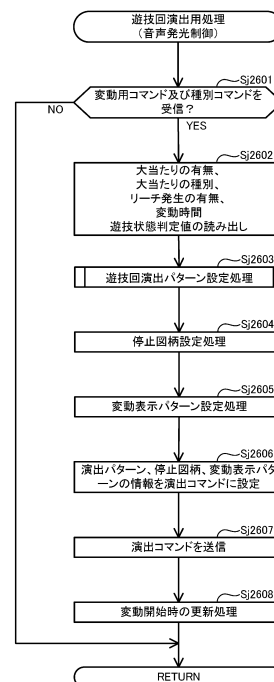 遊技回演出用処理
（音声発光制御）
Sj2601
変動用コマンド及び種別コマンドを
受信？
NO
YES
Sj2602
大当たりの有無、
大当たりの種別、
リーチ発生の有無、
変動時間
遊技状態判定値の読み出し
Sj2603
遊技回演出パターン設定処理
Sj2604
停止図柄設定処理
Sj2605
変動表示パターン設定処理
Sj2606
演出パターン、停止図柄、変動表示パタ
ーンの情報を演出コマンドに設定
Sj2607
演出コマンドを送信
Sj2608
変動開始時の更新処理
RETURN